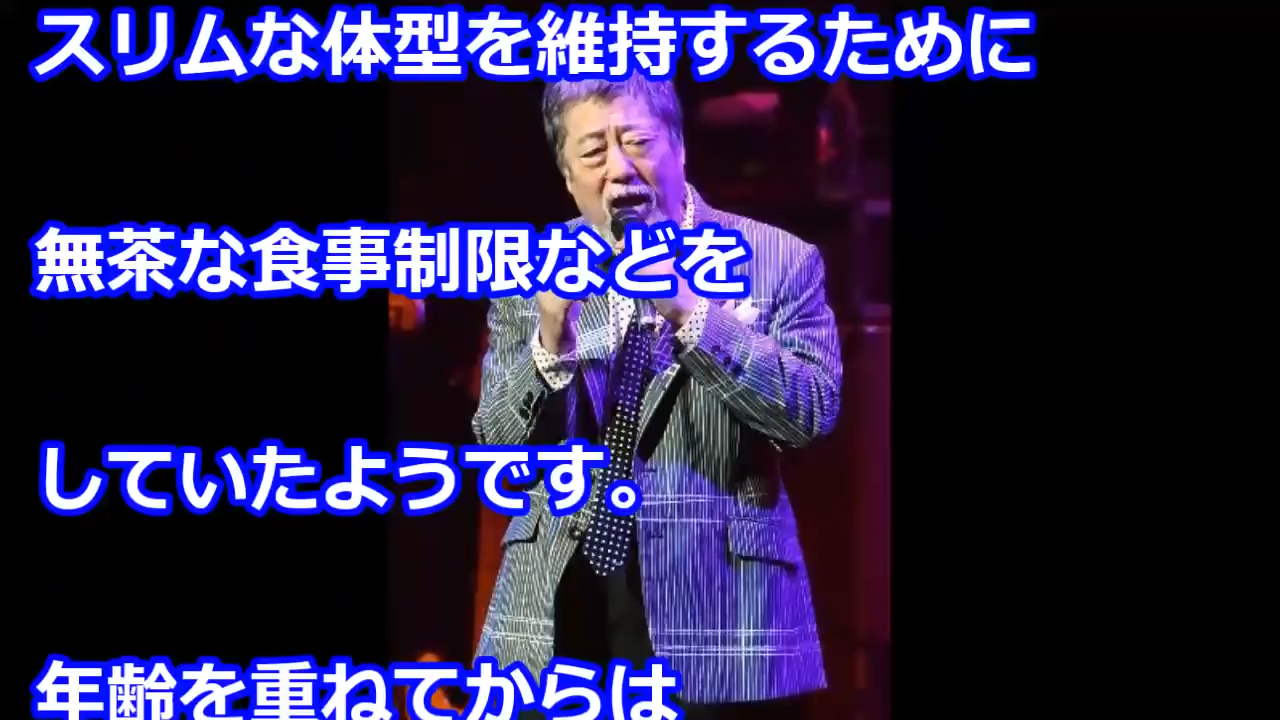 スリムな体型を維持するために
無茶な食事制限などを
していたようです。
年齢を重ねてからは